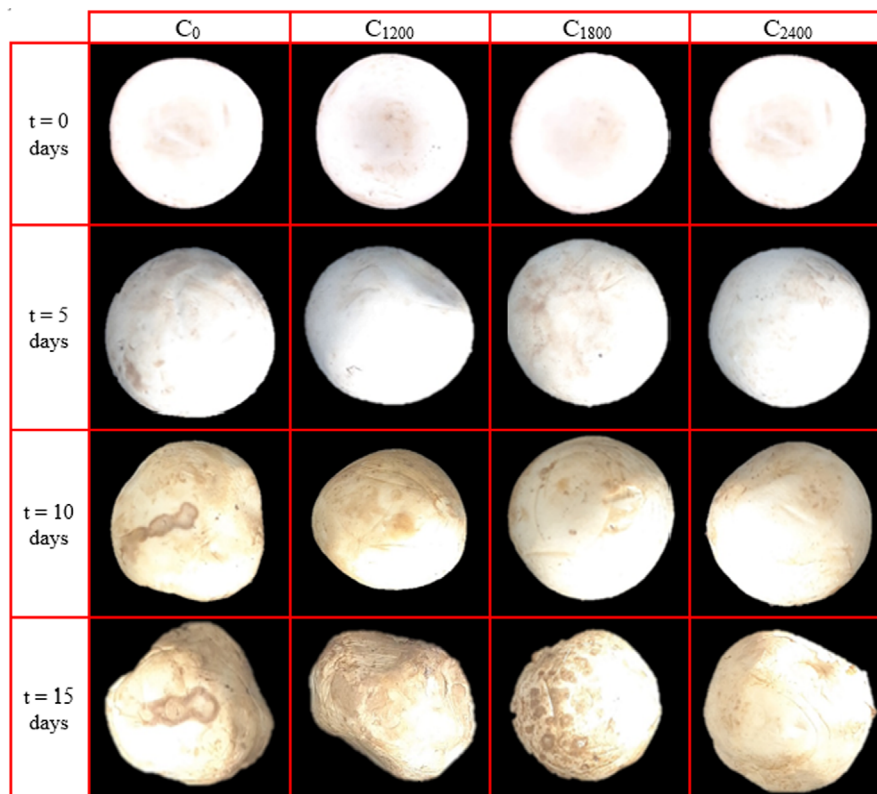 C₀ C₁₂₀₀ C₁₈₀₀ C₂₄₀₀
t = 0
days
t = 5
days
t = 10
days
t = 15
days